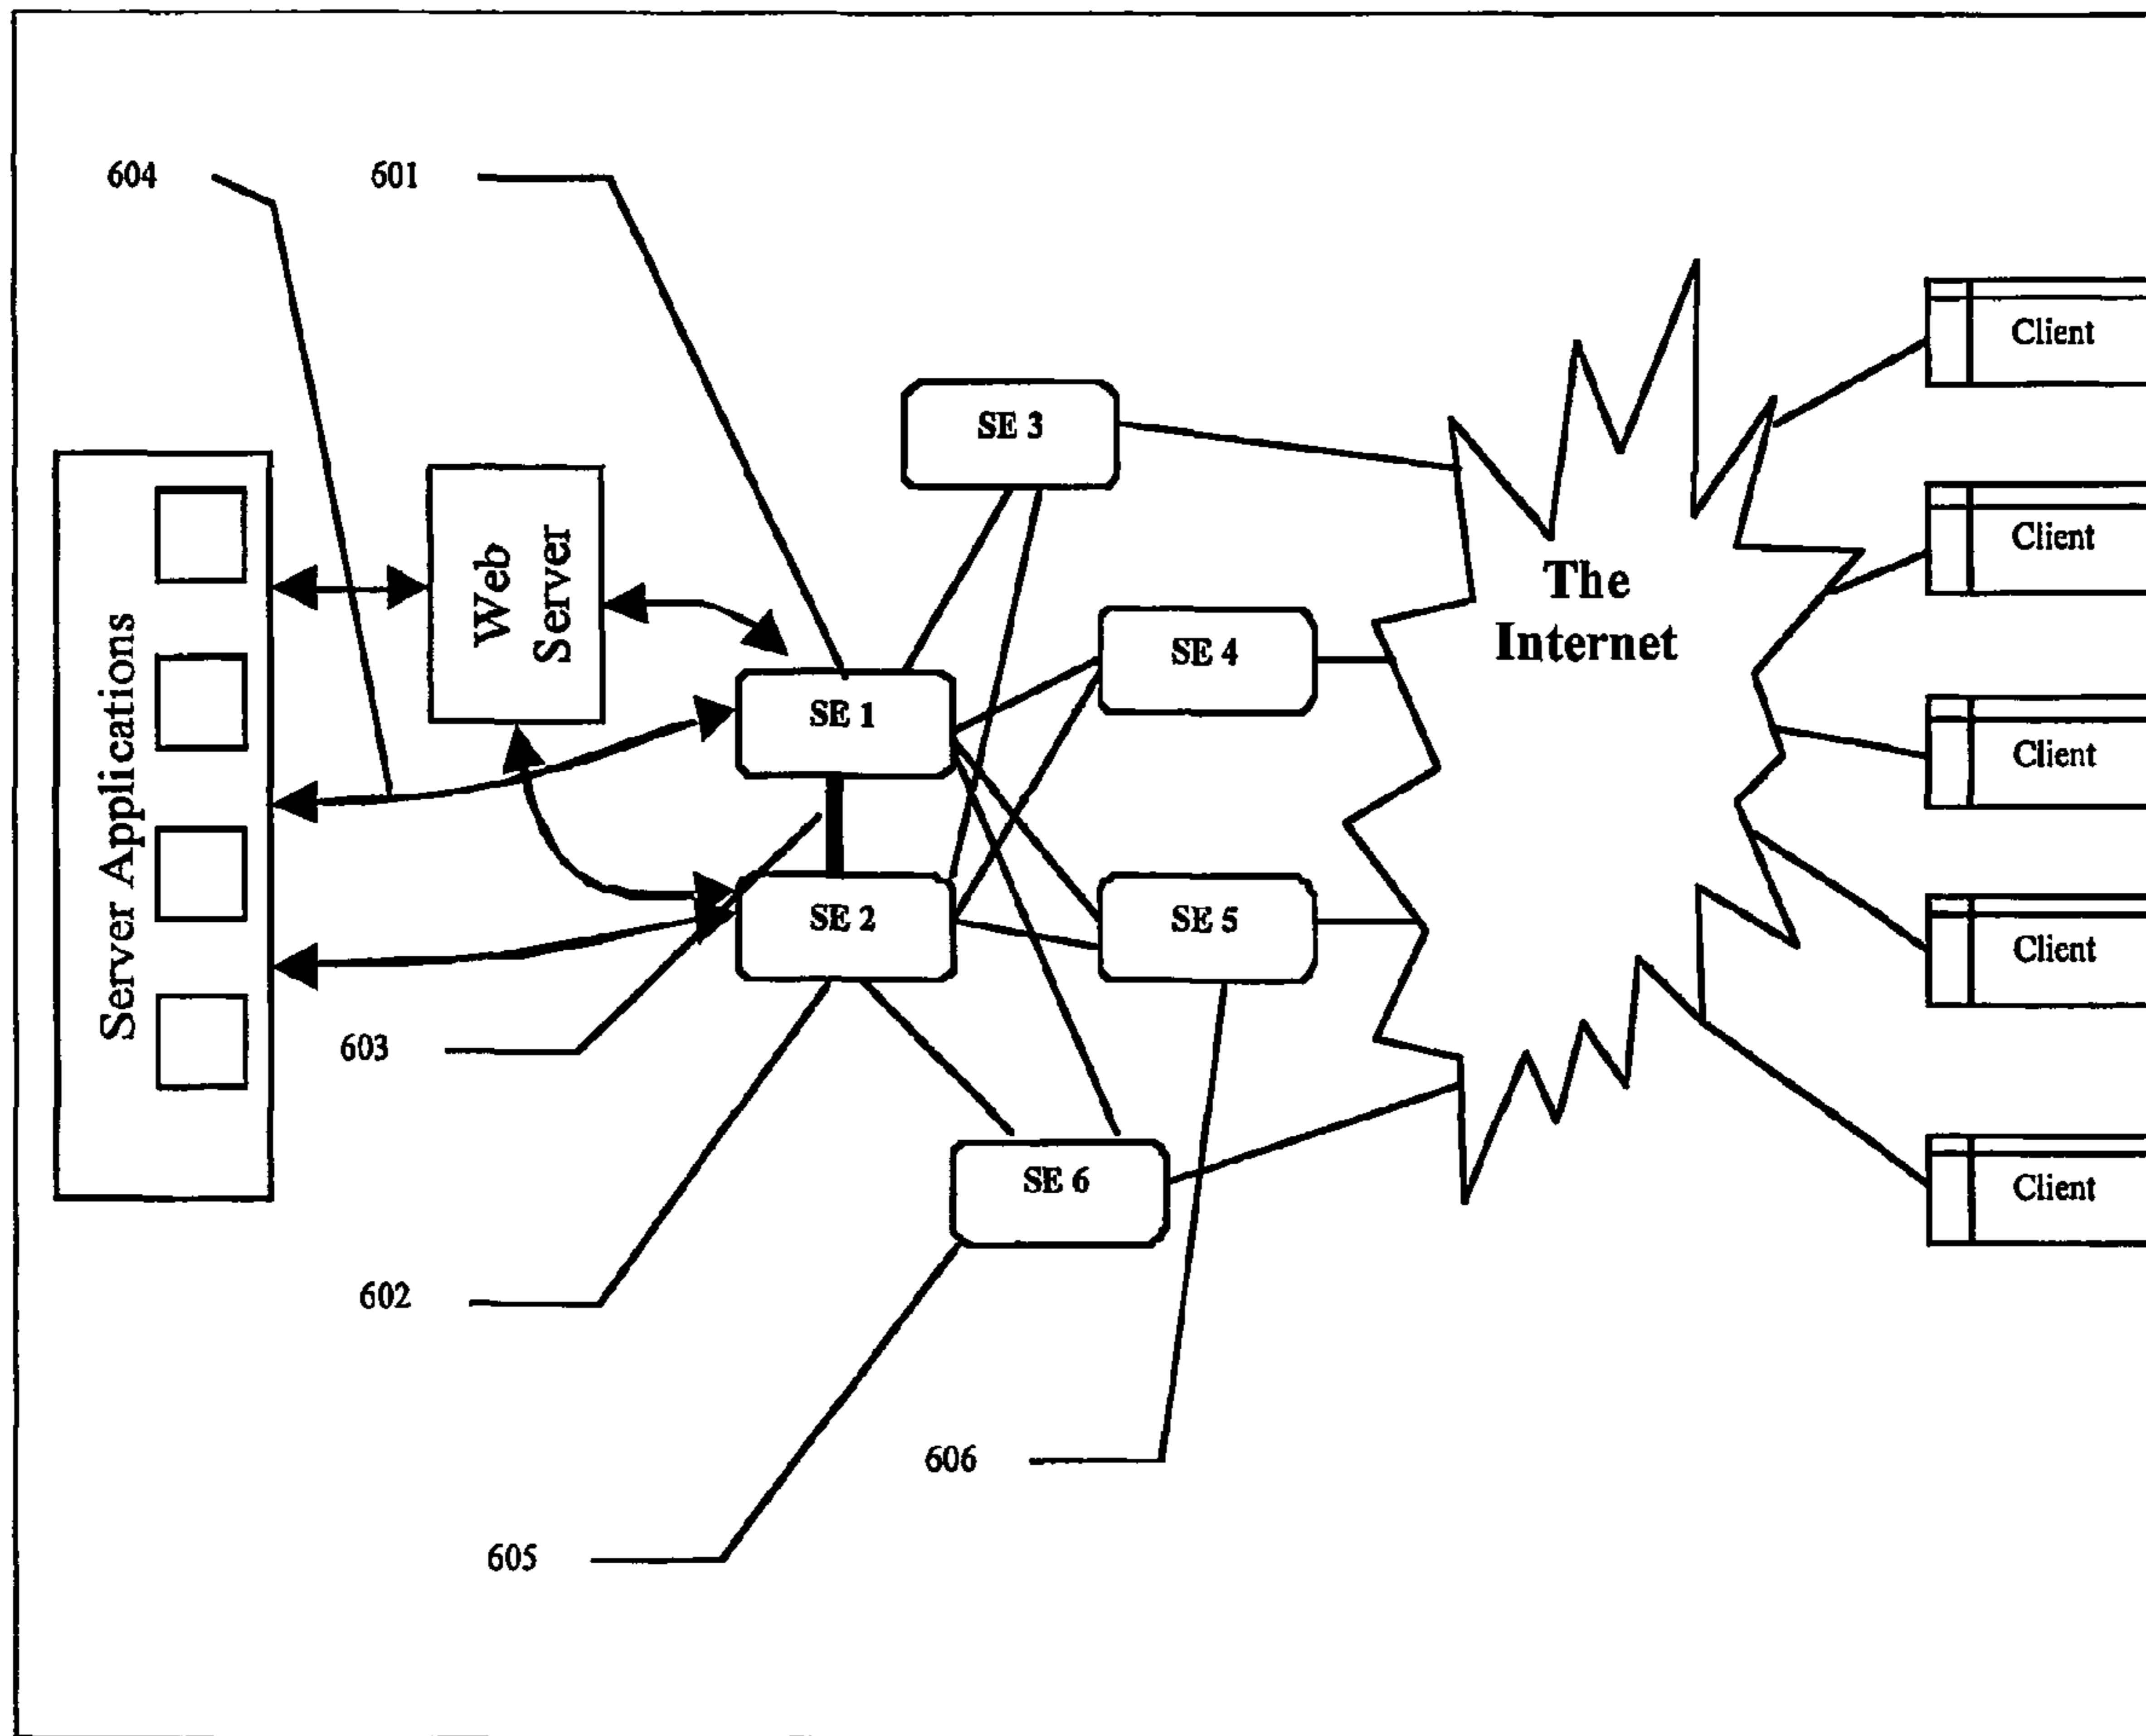 604
601
Client
SE 3
Client
The
Internet
Web
Server
SE 4
SE 1
Server Applications
Client
SE 2
SE 5
Client
603
SE 6
Client
602
606
605